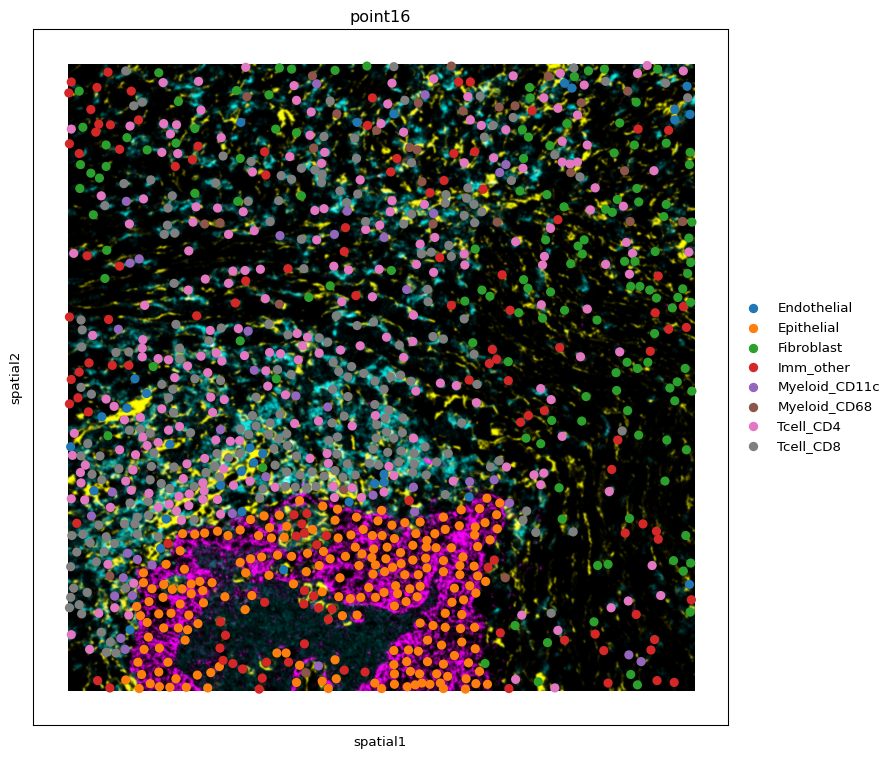 point16
spatial2
spatial1
Endothelial
Epithelial
Fibroblast
Imm_other
Myeloid_CD11c
Myeloid_CD68
Tcell_CD4
Tcell_CD8